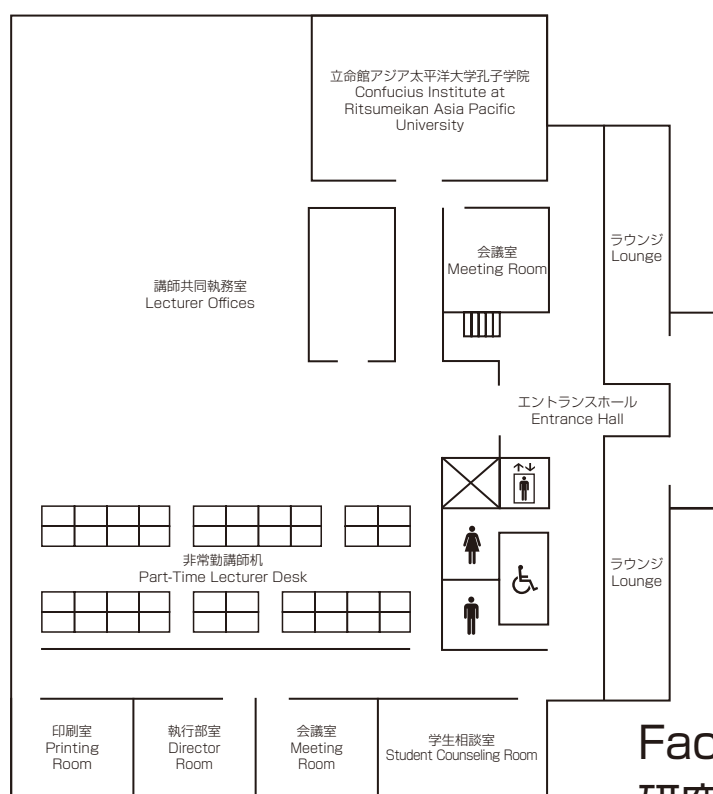 立命館アジア太平洋大学孔子学院
Confucius Institute at
Ritsumeikan Asia Pacific
University
会議室
Meeting Room
ラウンジ
Lounge
講師共同執務室
Lecturer Offices
エントランスホール
Entrance Hall
非常勤講師机
Part-Time Lecturer Desk
ラウンジ
Lounge
印刷室
Printing
Room
執行部室
Director
Room
会議室
Meeting
Room
学生相談室
Student Counseling Room
Fac